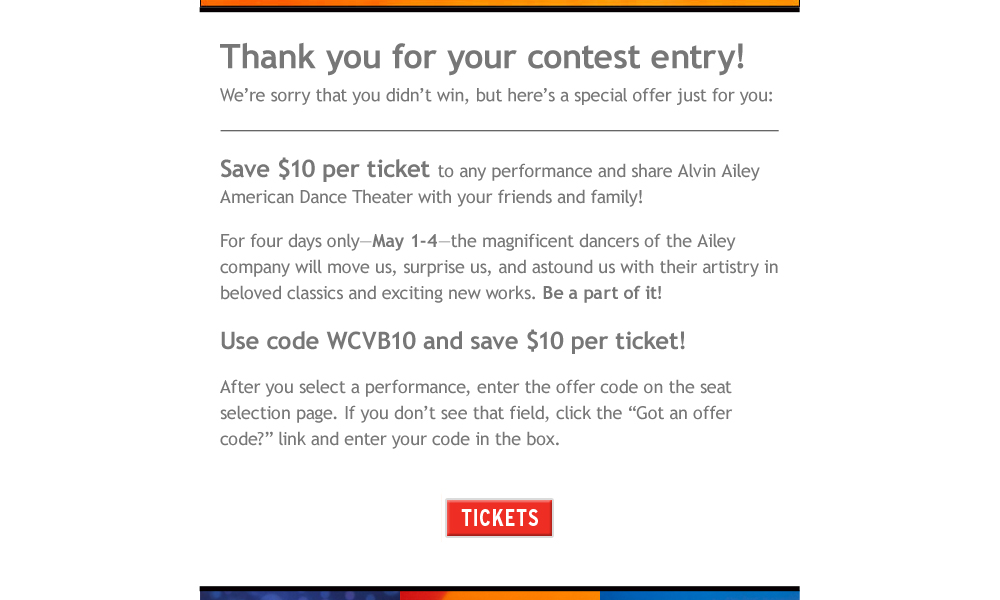 Thank you for your contest entry!
We’re sorry that you didn’t win, but here’s a special offer just for you:
Save $10 per ticket to any performance and share Alvin Ailey
American Dance Theater with your friends and family!
For four days only—May 1-4—the magnificent dancers of the Ailey
company will move us, surprise us, and astound us with their artistry in
beloved classics and exciting new works. Be a part of it!
Use code WCVB10 and save $10 per ticket!
After you select a performance, enter the offer code on the seat
selection page. If you don’t see that field, click the “Got an offer
code?” link and enter your code in the box.
TICKETS